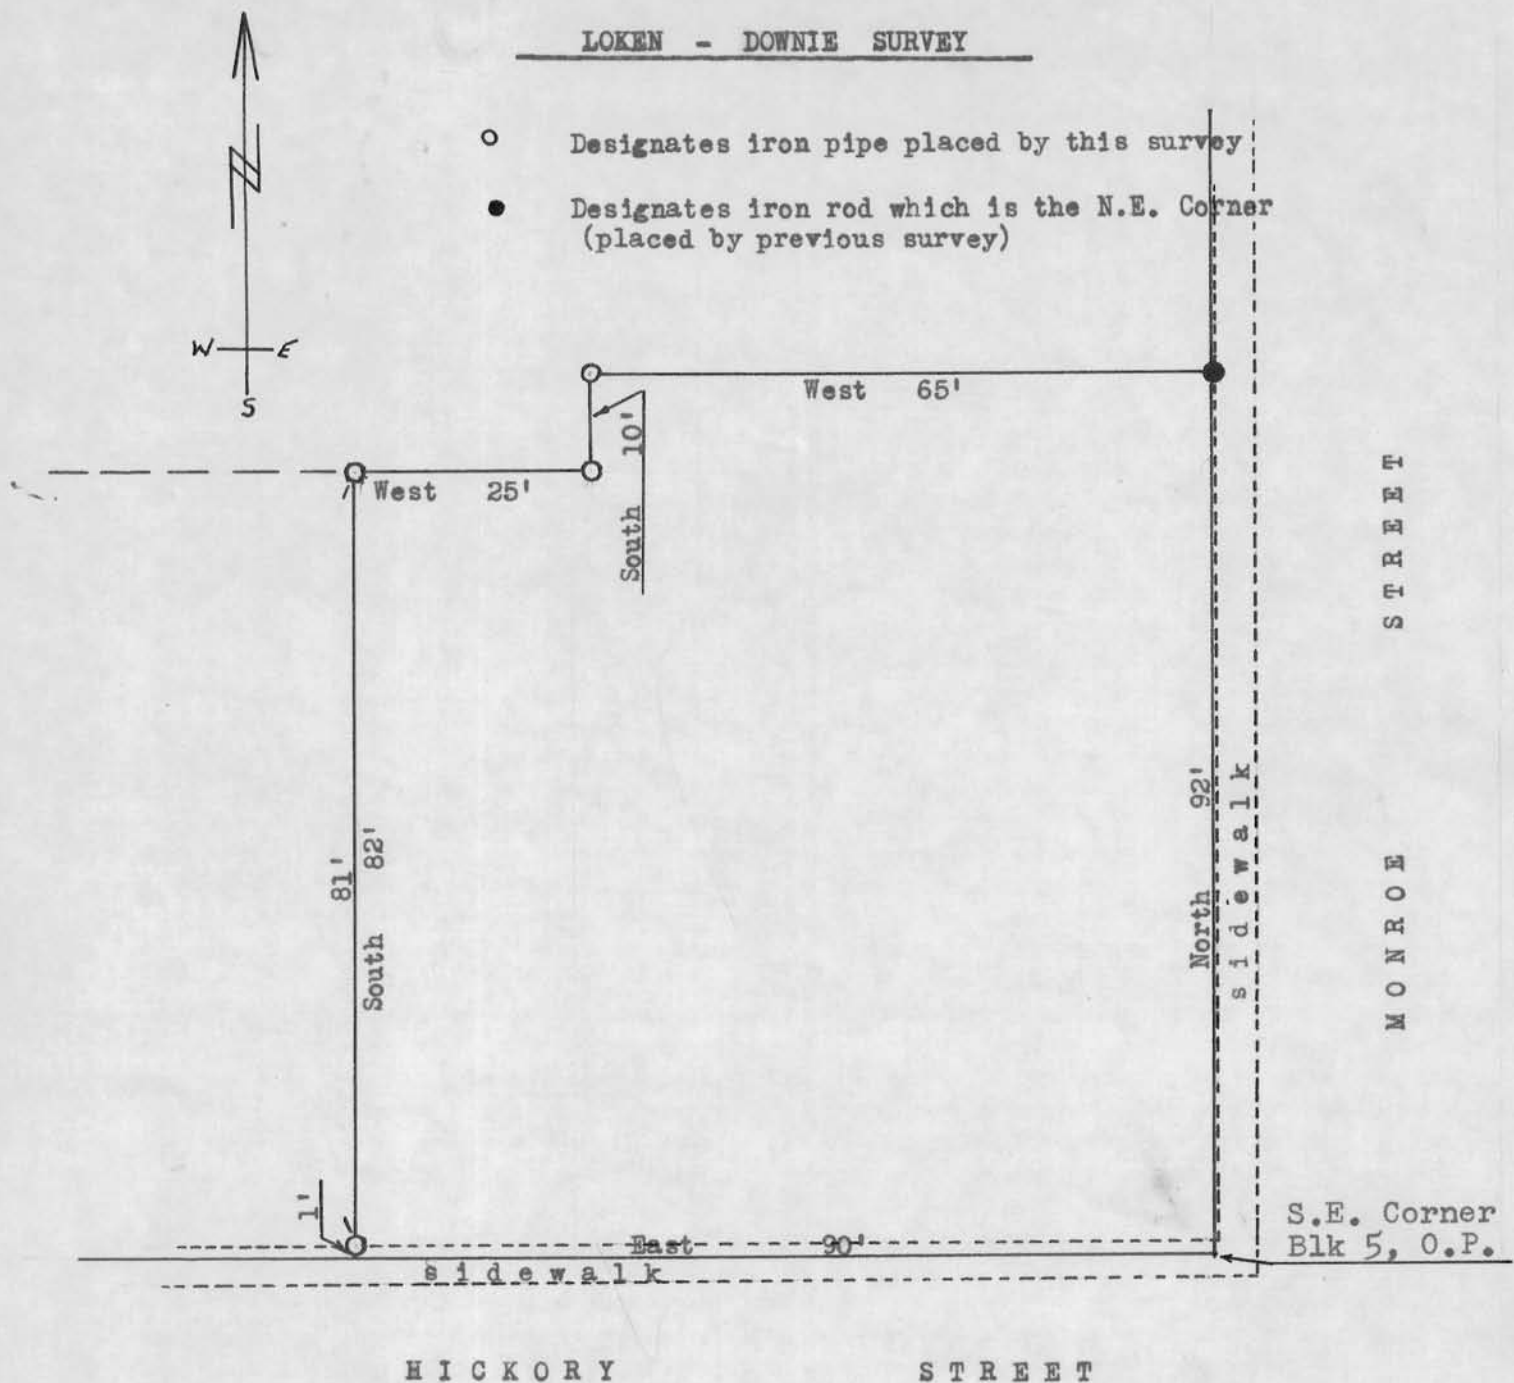 LOKEN - DOWNIE SURVEY
Designates iron pipe placed by this survey
Designates iron rod which is the N.E. Corner
(placed by previous survey)
W E
S
West 65'
South 10'
West 25'
STREET
MONROE
North 92'
sidewalk
81'
South 82'
1'
East 90'
sidewalk
S.E. Corner
Blk 5, O.P.
HICKORY STREET